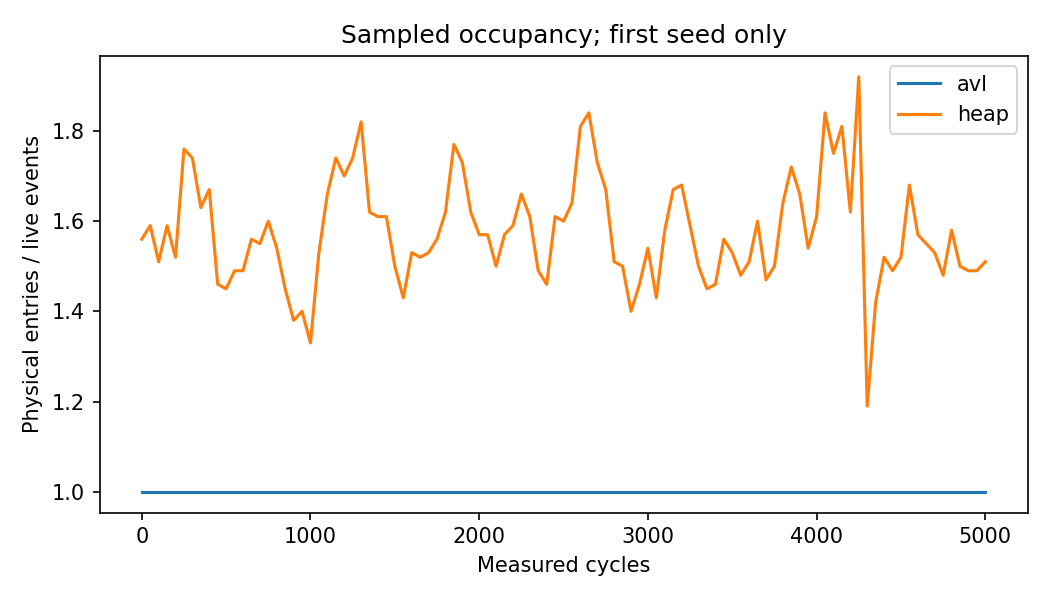 Sampled occupancy; first seed only
avl
heap
Physical entries / live events
1.8
1.6
1.4
1.2
1.0
0
1000
2000
3000
4000
5000
Measured cycles